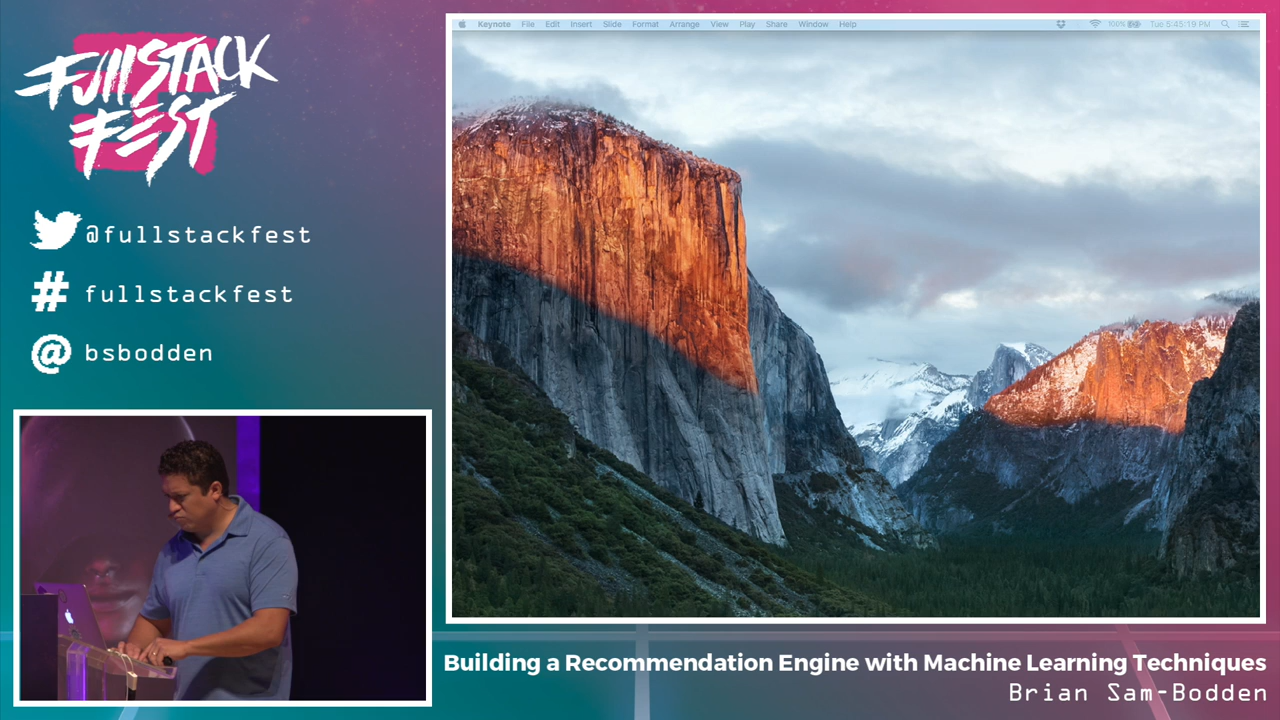 FullStack
Fest
@fullstackfest
# fullstackfest
@ bsbodden
Keynote File Edit Insert Slide Format Arrange View Play Share Window Help 100% Tue 5:45:19 PM
Building a Recommendation Engine with Machine Learning Techniques
Brian Sam-Bodden